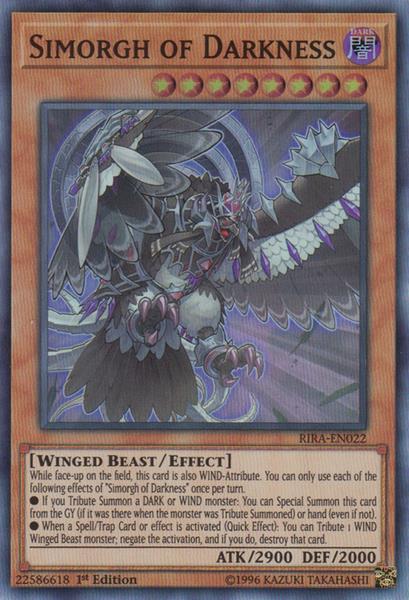 SIMORGH OF DARKNESS
DARK
闇
RIRA-EN022
[WINGED BEAST/EFFECT]
While face-up on the field, this card is also WIND-Attribute. You can only use each of the
following effects of "Simorgh of Darkness" once per turn.
● If you Tribute Summon a DARK or WIND monster: You can Special Summon this card
from the GY (if it was there when the monster was Tribute Summoned) or hand (even if not).
● When a Spell/Trap Card or effect is activated (Quick Effect): You can Tribute 1 WIND
Winged Beast monster; negate the activation, and if you do, destroy that card.
ATK/2900 DEF/2000
22586618 1st Edition ©1996 KAZUKI TAKAHASHI